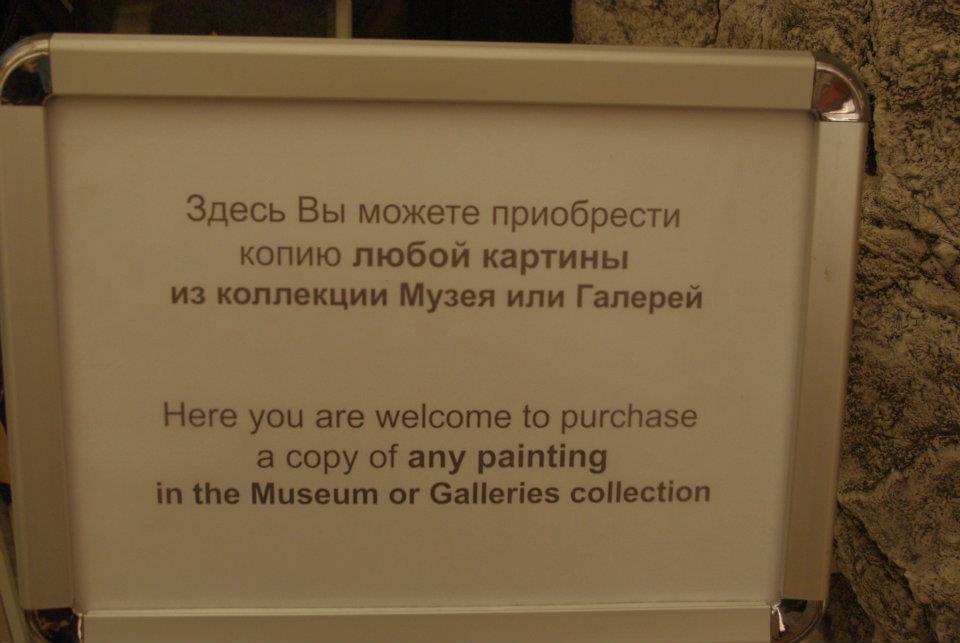 Здесь Вы можете приобрести
копию любой картины
из коллекции Музея или Галерей
Here you are welcome to purchase
a copy of any painting
in the Museum or Galleries collection